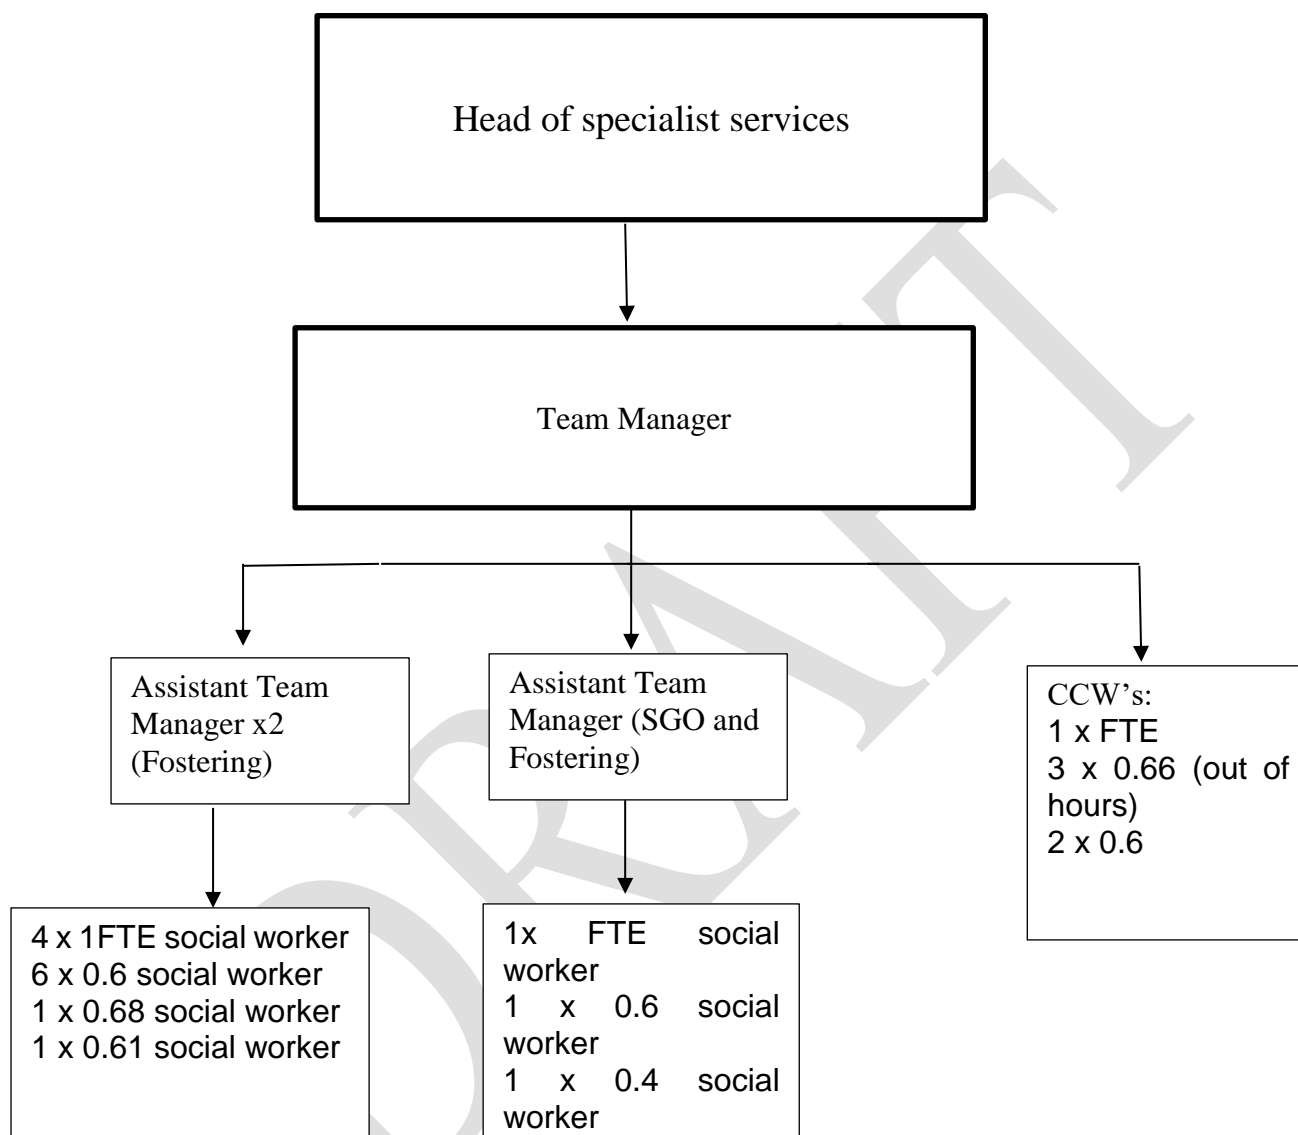 Head of specialist services
Team Manager
Assistant Team
Manager x2
(Fostering)
Assistant Team
Manager (SGO and
Fostering)
CCW’s:
1 x FTE
3 x 0.66 (out of
hours)
2 x 0.6
4 x 1FTE social worker
6 x 0.6 social worker
1 x 0.68 social worker
1 x 0.61 social worker
1x FTE social
worker
1 x 0.6 social
worker
1 x 0.4 social
worker
DRAFT